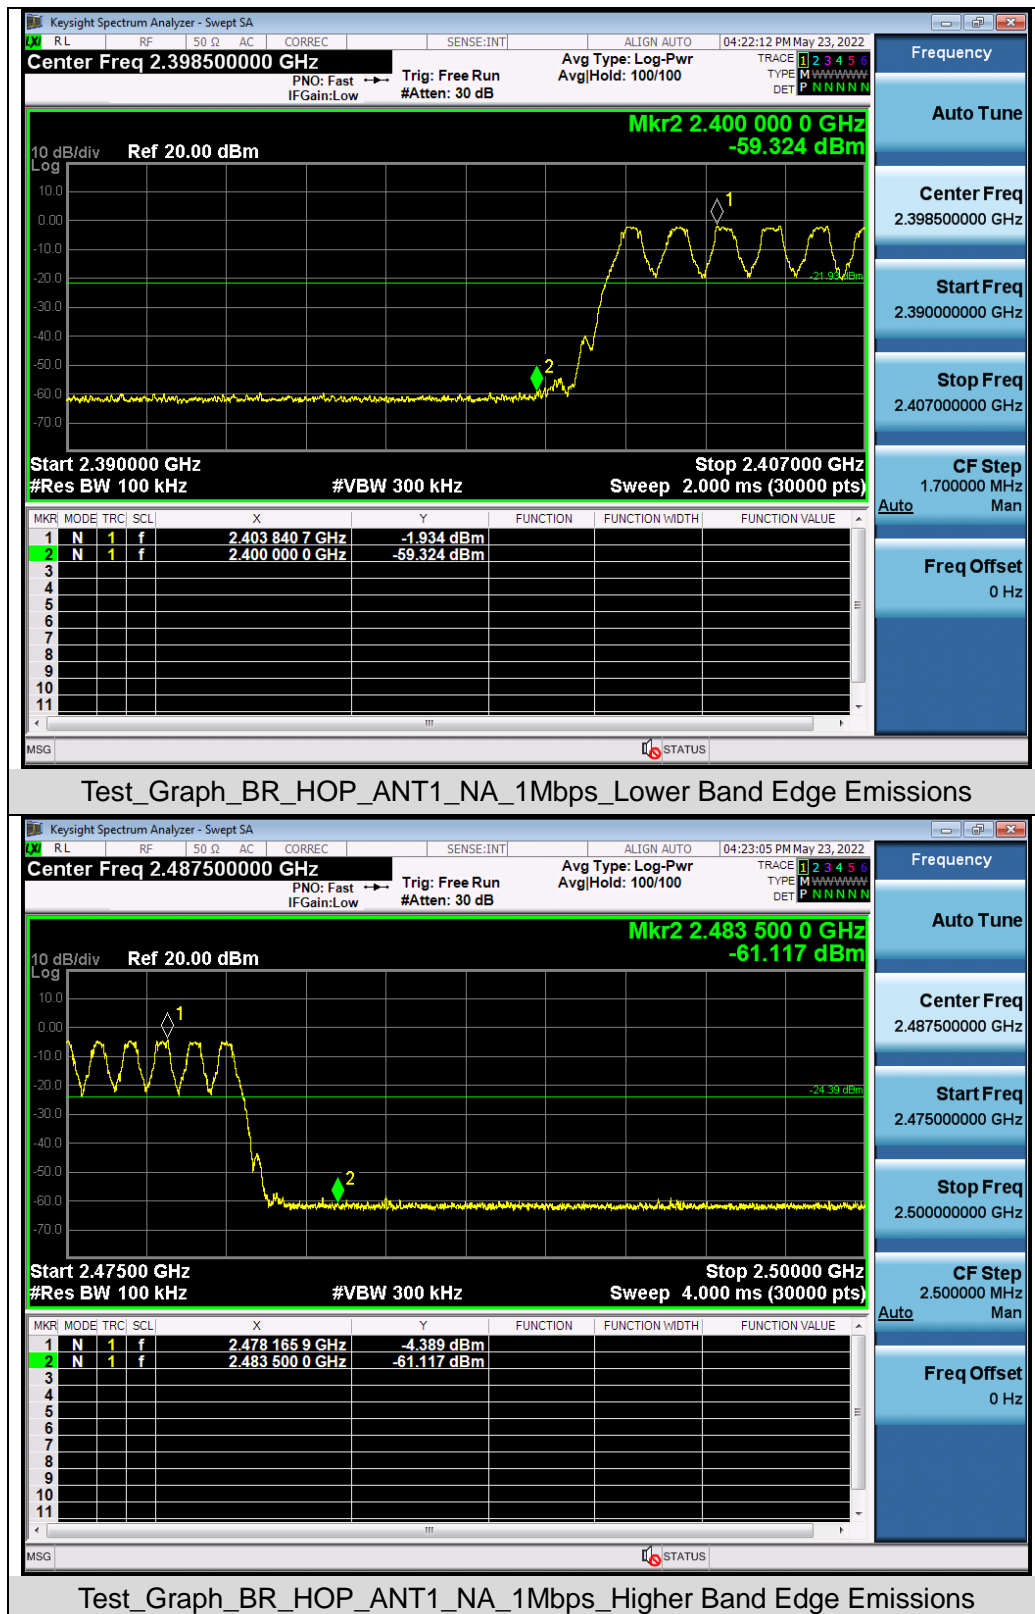 Keysight Spectrum Analyzer - Swept SA
LXI RL RF 50 Ω AC CORREC SENSE:INT ALIGN AUTO 04:22:12 PM May 23, 2022
Center Freq 2.398500000 GHz
PNO: Fast
IFGain:Low
Trig: Free Run
#Atten: 30 dB
Avg Type: Log-Pwr
Avg|Hold: 100/100
TRACE 1 2 3 4 5 6
TYPE M WWWWW
DET P N N N N N
Mkr2 2.400 000 0 GHz
-59.324 dBm
10 dB/div Ref 20.00 dBm
Log
10.0
0.00
-10.0
-20.0
-30.0
-40.0
-50.0
-60.0
-70.0
1
2
-21.93 dBm
Start 2.390000 GHz Stop 2.407000 GHz
#Res BW 100 kHz #VBW 300 kHz Sweep 2.000 ms (30000 pts)
MKR MODE TRC SCL X Y FUNCTION FUNCTION WIDTH FUNCTION VALUE
1 N 1 f 2.403 840 7 GHz -1.934 dBm
2 N 1 f 2.400 000 0 GHz -59.324 dBm
3
4
5
6
7
8
9
10
11
MSG STATUS
Frequency
Auto Tune
Center Freq
2.398500000 GHz
Start Freq
2.390000000 GHz
Stop Freq
2.407000000 GHz
CF Step
1.700000 MHz
Auto Man
Freq Offset
0 Hz
Test_Graph_BR_HOP_ANT1_NA_1Mbps_Lower Band Edge Emissions
Keysight Spectrum Analyzer - Swept SA
LXI RL RF 50 Ω AC CORREC SENSE:INT ALIGN AUTO 04:23:05 PM May 23, 2022
Center Freq 2.487500000 GHz
PNO: Fast
IFGain:Low
Trig: Free Run
#Atten: 30 dB
Avg Type: Log-Pwr
Avg|Hold: 100/100
TRACE 1 2 3 4 5 6
TYPE M WWWWW
DET P N N N N N
Mkr2 2.483 500 0 GHz
-61.117 dBm
10 dB/div Ref 20.00 dBm
Log
10.0
0.00
-10.0
-20.0
-30.0
-40.0
-50.0
-60.0
-70.0
1
2
-24.39 dBm
Start 2.47500 GHz Stop 2.50000 GHz
#Res BW 100 kHz #VBW 300 kHz Sweep 4.000 ms (30000 pts)
MKR MODE TRC SCL X Y FUNCTION FUNCTION WIDTH FUNCTION VALUE
1 N 1 f 2.478 165 9 GHz -4.389 dBm
2 N 1 f 2.483 500 0 GHz -61.117 dBm
3
4
5
6
7
8
9
10
11
MSG STATUS
Frequency
Auto Tune
Center Freq
2.487500000 GHz
Start Freq
2.475000000 GHz
Stop Freq
2.500000000 GHz
CF Step
2.500000 MHz
Auto Man
Freq Offset
0 Hz
Test_Graph_BR_HOP_ANT1_NA_1Mbps_Higher Band Edge Emissions